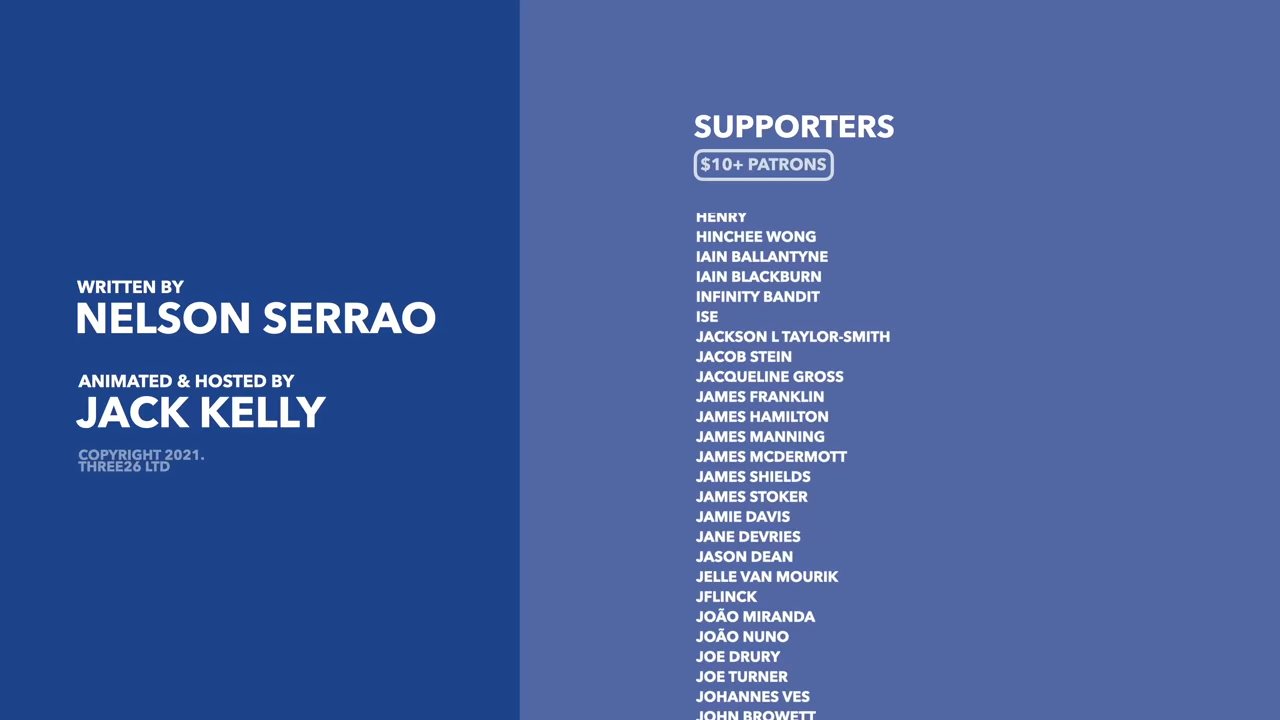 WRITTEN BY
NELSON SERRAO
ANIMATED & HOSTED BY
JACK KELLY
COPYRIGHT 2021.
THREE26 LTD
SUPPORTERS
$10+ PATRONS
HENRY
HINCHEE WONG
IAIN BALLANTYNE
IAIN BLACKBURN
INFINITY BANDIT
ISE
JACKSON L TAYLOR-SMITH
JACOB STEIN
JACQUELINE GROSS
JAMES FRANKLIN
JAMES HAMILTON
JAMES MANNING
JAMES MCDERMOTT
JAMES SHIELDS
JAMES STOKER
JAMIE DAVIS
JANE DEVRIES
JASON DEAN
JELLE VAN MOURIK
JFLINCK
JOÃO MIRANDA
JOÃO NUNO
JOE DRURY
JOE TURNER
JOHANNES VES
JOHN BROWETT